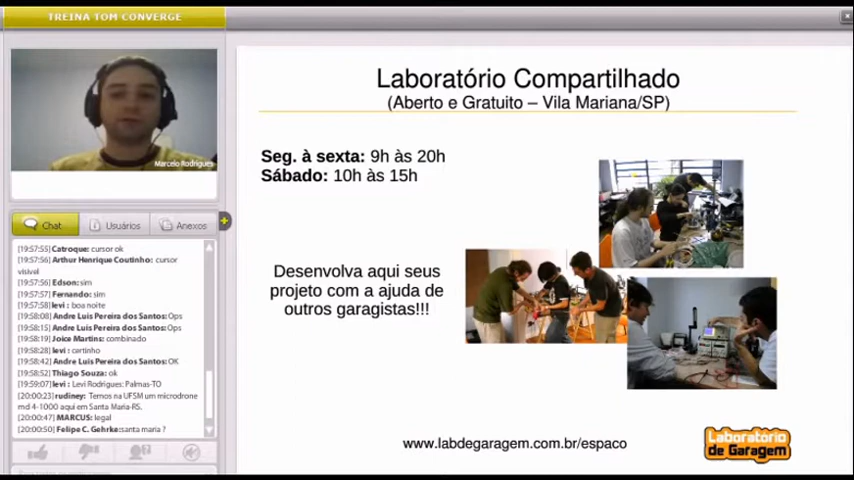 TREINA TOM CONVERGE
Marcelo Rodrigues
Chat
Usuários
Anexos
[19:57:55] Catroque: cursor ok
[19:57:56] Arthur Henrique Coutinho: cursor
visivel
[19:57:56] Edson: sim
[19:57:57] Fernando: sim
[19:57:58] levi : boa noite
[19:58:08] Andre Luis Pereira dos Santos: Ops
[19:58:15] Andre Luis Pereira dos Santos: Ops
[19:58:19] Joice Martins: combinado
[19:58:28] levi : certinho
[19:58:42] Andre Luis Pereira dos Santos: OK
[19:58:52] Thiago Souza: ok
[19:59:07] levi : Levi Rodrigues: Palmas-TO
[20:00:23] rudiney: Temos na UFSM um microdrone
md 4-1000 aqui em Santa Maria-RS.
[20:00:47] MARCUS: legal
[20:00:50] Felipe C. Gehrke: santa maria ?
Laboratório Compartilhado
(Aberto e Gratuito – Vila Mariana/SP)
Seg. à sexta: 9h às 20h
Sábado: 10h às 15h
Desenvolva aqui seus
projeto com a ajuda de
outros garagistas!!!
www.labdegaragem.com.br/espaco
Laboratório
de Garagem